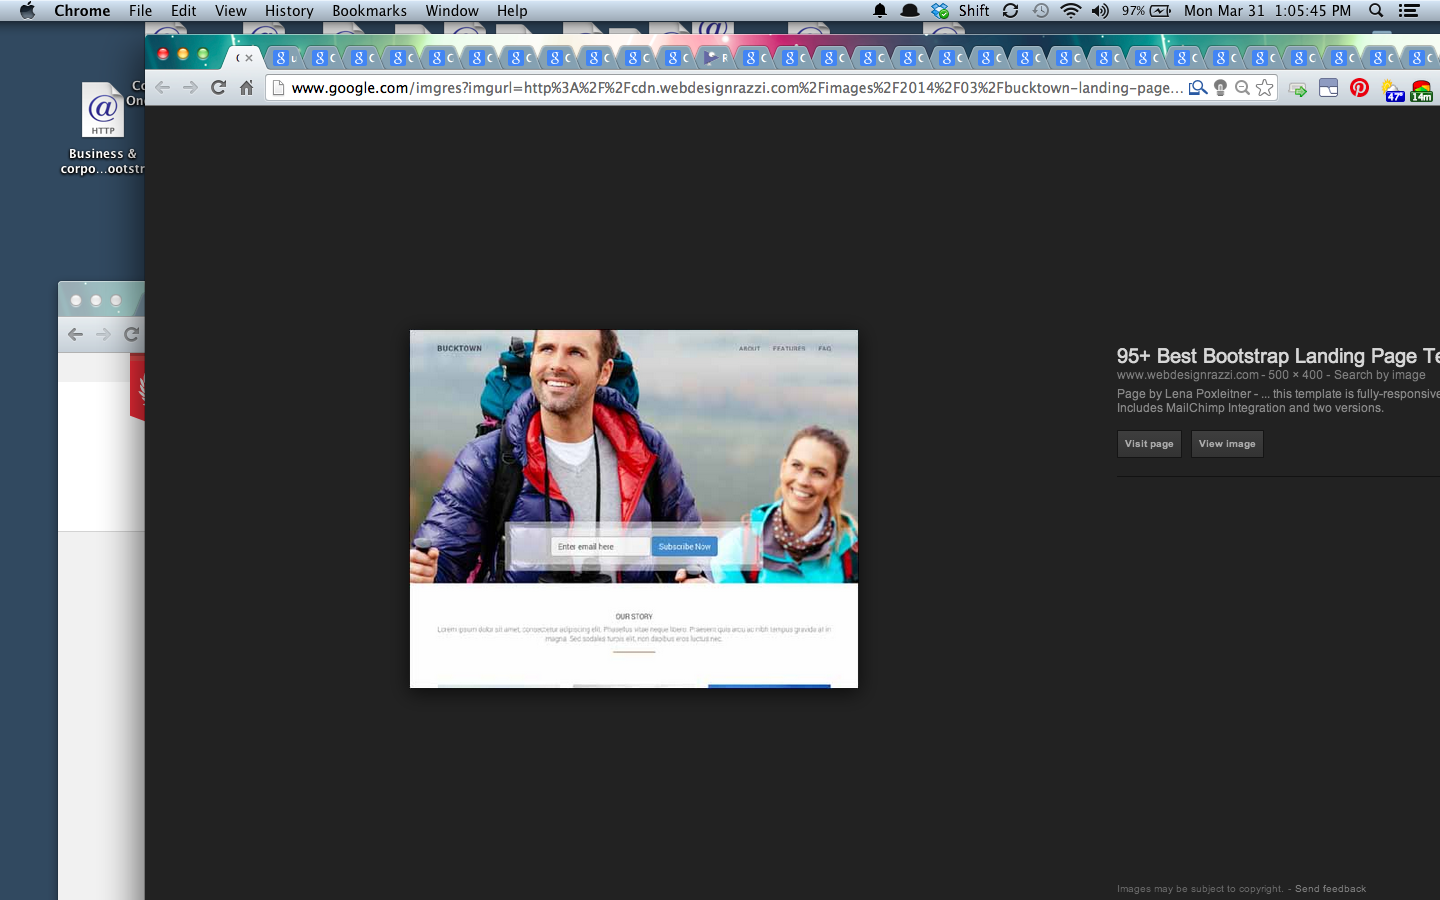 Chrome File Edit View History Bookmarks Window Help Shift 97% Mon Mar 31 1:05:45 PM
www.google.com/imgres?imgurl=http%3A%2F%2Fcdn.webdesignrazzi.com%2Fimages%2F2014%2F03%2Fbucktown-landing-page...
47°
14m
Co
One
HTTP
Business &
corpo...ootstr
BUCKTOWN ABOUT FEATURES FAQ
Enter email here Subscribe Now
OUR STORY
Lorem ipsum dolor sit amet, consectetur adipiscing elit. Phasellus vitae neque libero. Praesent quis arcu ac nibh tempus gravida at in
magna. Sed sodales turpis elit, non dapibus eros luctus nec.
95+ Best Bootstrap Landing Page Te
www.webdesignrazzi.com - 500 × 400 - Search by image
Page by Lena Poxleitner - ... this template is fully-responsive
Includes MailChimp Integration and two versions.
Visit page View image
Images may be subject to copyright. - Send feedback